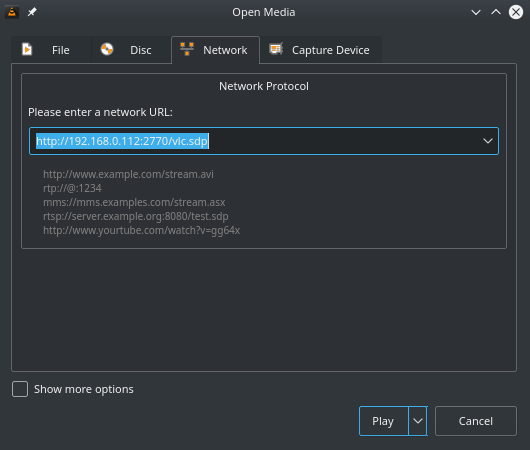 Open Media
File
Disc
Network
Capture Device
Network Protocol
Please enter a network URL:
http://192.168.0.112:2770/vlc.sdp
http://www.example.com/stream.avi
rtp://@:1234
mms://mms.examples.com/stream.asx
rtsp://server.example.org:8080/test.sdp
http://www.yourtube.com/watch?v=gg64x
Show more options
Play
Cancel